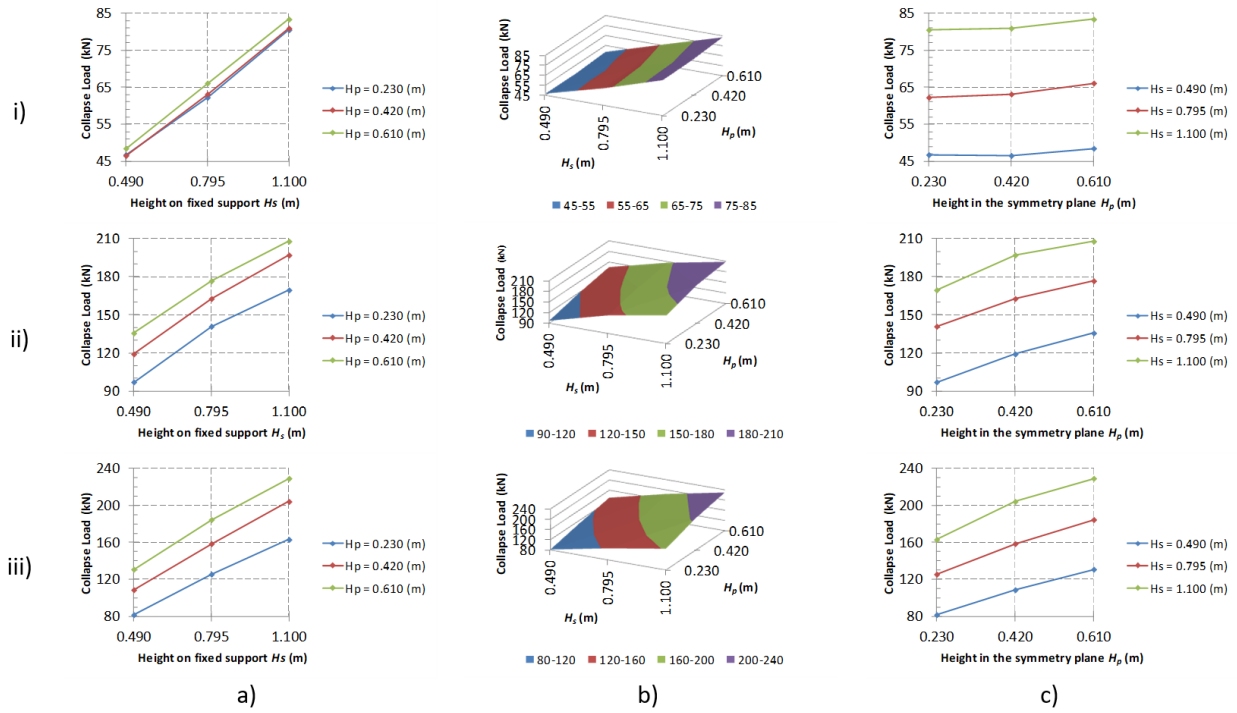 i)
Collapse Load (kN)
85
75
65
55
45
0.490 0.795 1.100
Height on fixed support Hs (m)
Hp = 0.230 (m)
Hp = 0.420 (m)
Hp = 0.610 (m)
Collapse Load (kN)
85
75
65
55
45
0.490
0.795
1.100
Hs (m)
0.230
0.420
0.610
Hp (m)
45-55 55-65 65-75 75-85
Collapse Load (kN)
85
75
65
55
45
0.230 0.420 0.610
Height in the symmetry plane Hp (m)
Hs = 0.490 (m)
Hs = 0.795 (m)
Hs = 1.100 (m)
ii)
Collapse Load (kN)
210
180
150
120
90
0.490 0.795 1.100
Height on fixed support Hs (m)
Hp = 0.230 (m)
Hp = 0.420 (m)
Hp = 0.610 (m)
Collapse Load (kN)
210
180
150
120
90
0.490
0.795
1.100
Hs (m)
0.230
0.420
0.610
Hp (m)
90-120 120-150 150-180 180-210
Collapse Load (kN)
210
180
150
120
90
0.230 0.420 0.610
Height in the symmetry plane Hp (m)
Hs = 0.490 (m)
Hs = 0.795 (m)
Hs = 1.100 (m)
iii)
Collapse Load (kN)
240
200
160
120
80
0.490 0.795 1.100
Height on fixed support Hs (m)
Hp = 0.230 (m)
Hp = 0.420 (m)
Hp = 0.610 (m)
Collapse Load (kN)
240
200
160
120
80
0.490
0.795
1.100
Hs (m)
0.230
0.420
0.610
Hp (m)
80-120 120-160 160-200 200-240
Collapse Load (kN)
240
200
160
120
80
0.230 0.420 0.610
Height in the symmetry plane Hp (m)
Hs = 0.490 (m)
Hs = 0.795 (m)
Hs = 1.100 (m)
a) b) c)